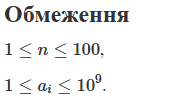 Обмеження
1 ≤ n ≤ 100,
1 ≤ aᵢ ≤ 10⁹.